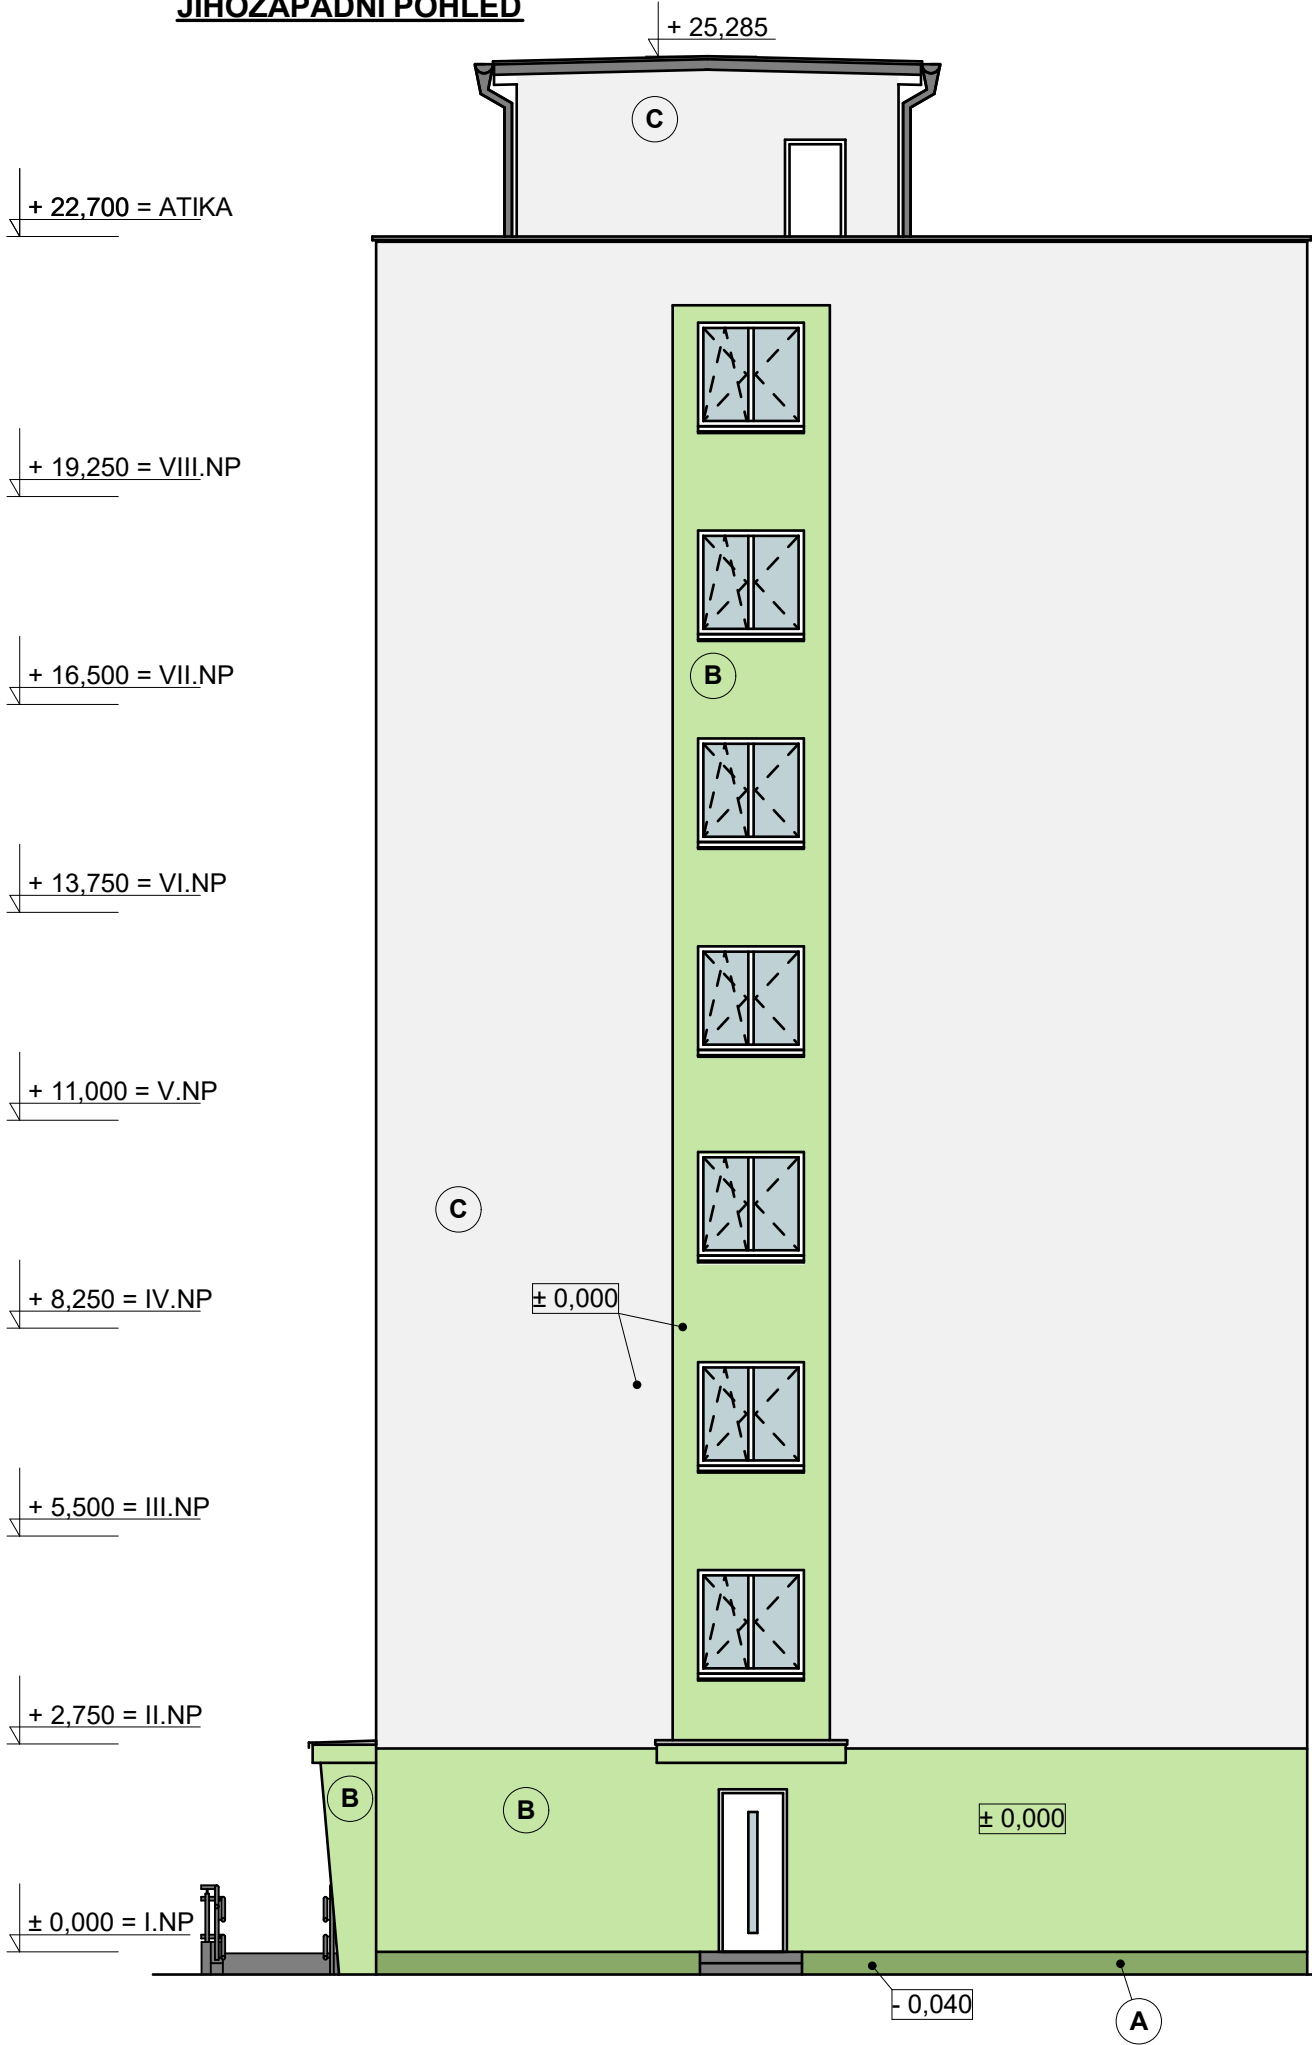 JIHOZÁPADNÍ POHLED
+ 25,285
C
+ 22,700 = ATIKA
+ 19,250 = VIII.NP
+ 16,500 = VII.NP
B
+ 13,750 = VI.NP
+ 11,000 = V.NP
C
+ 8,250 = IV.NP
± 0,000
+ 5,500 = III.NP
+ 2,750 = II.NP
B
B
± 0,000
± 0,000 = I.NP
- 0,040
A